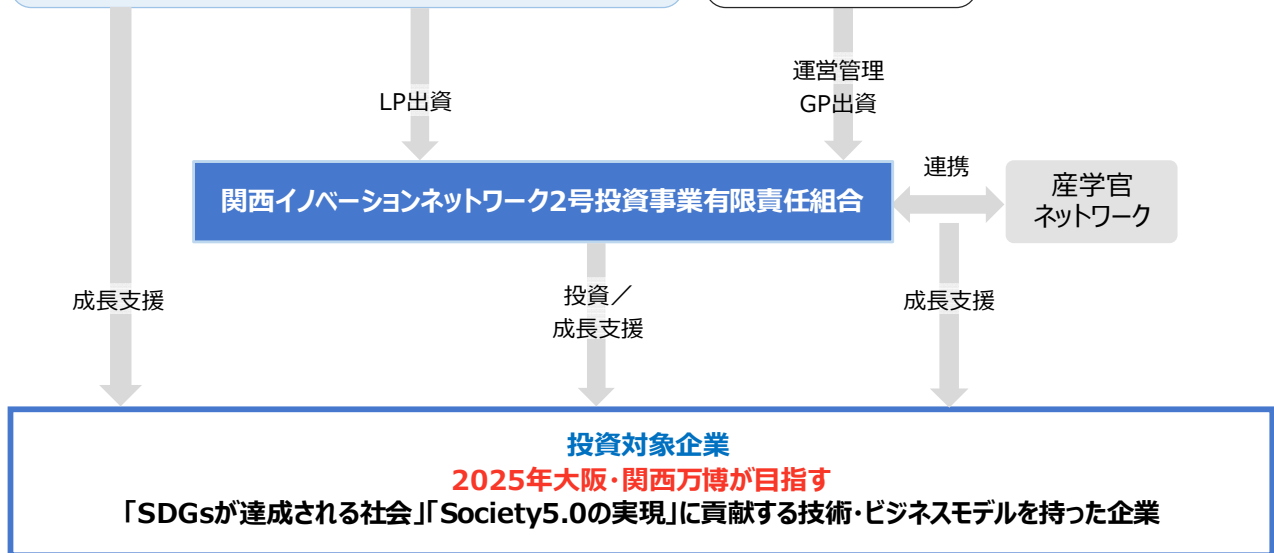 運営管理
GP出資
LP出資
連携
関西イノベーションネットワーク2号投資事業有限責任組合
産学官
ネットワーク
成長支援
投資／
成長支援
成長支援
投資対象企業
2025年大阪・関西万博が目指す
「SDGsが達成される社会」「Society5.0の実現」に貢献する技術・ビジネスモデルを持った企業